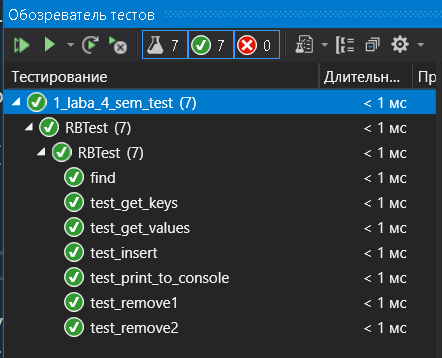 Обозреватель тестов
7 7 0
Тестирование Длительн... Пр
1_laba_4_sem_test (7) < 1 мс
RBTest (7) < 1 мс
RBTest (7) < 1 мс
find < 1 мс
test_get_keys < 1 мс
test_get_values < 1 мс
test_insert < 1 мс
test_print_to_console < 1 мс
test_remove1 < 1 мс
test_remove2 < 1 мс